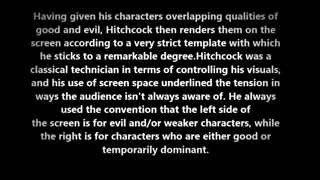 Having given his characters overlapping qualities of
good and evil, Hitchcock then renders them on the
screen according to a very strict template with which
he sticks to a remarkable degree.Hitchcock was a
classical technician in terms of controlling his visuals,
and his use of screen space underlined the tension in
ways the audience isn't always aware of. He always
used the convention that the left side of
the screen is for evil and/or weaker characters, while
the right is for characters who are either good or
temporarily dominant.